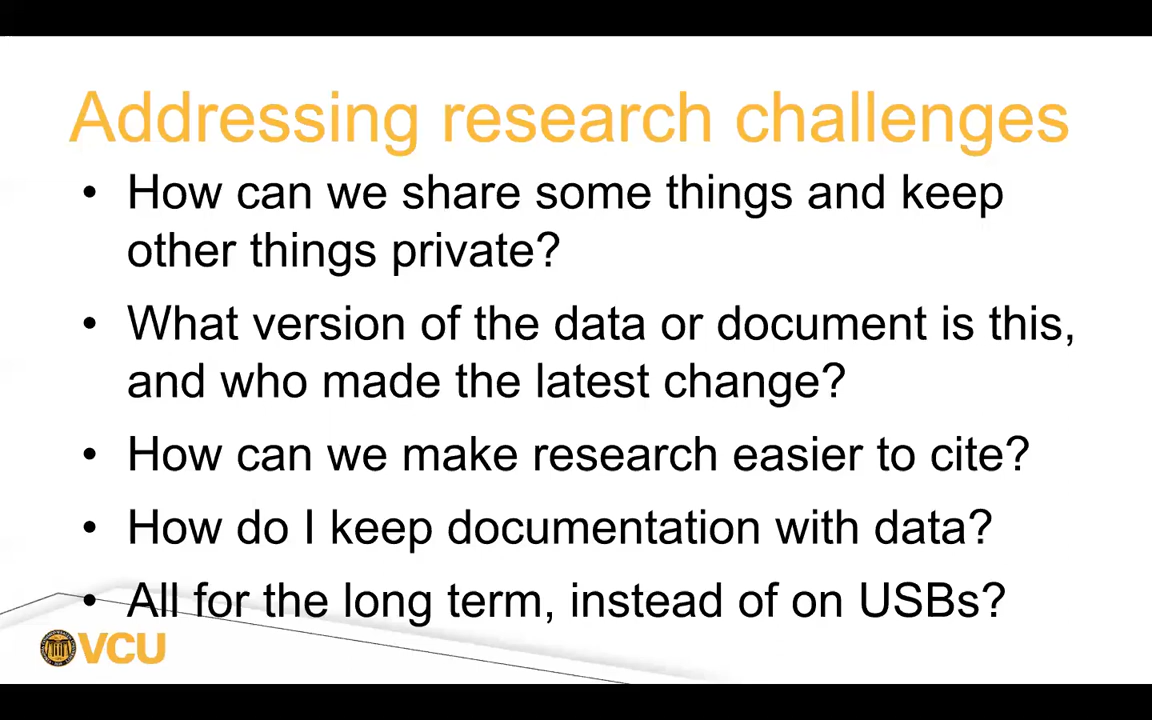 Addressing research challenges
• How can we share some things and keep
other things private?
• What version of the data or document is this,
and who made the latest change?
• How can we make research easier to cite?
• How do I keep documentation with data?
• All for the long term, instead of on USBs?
VCU